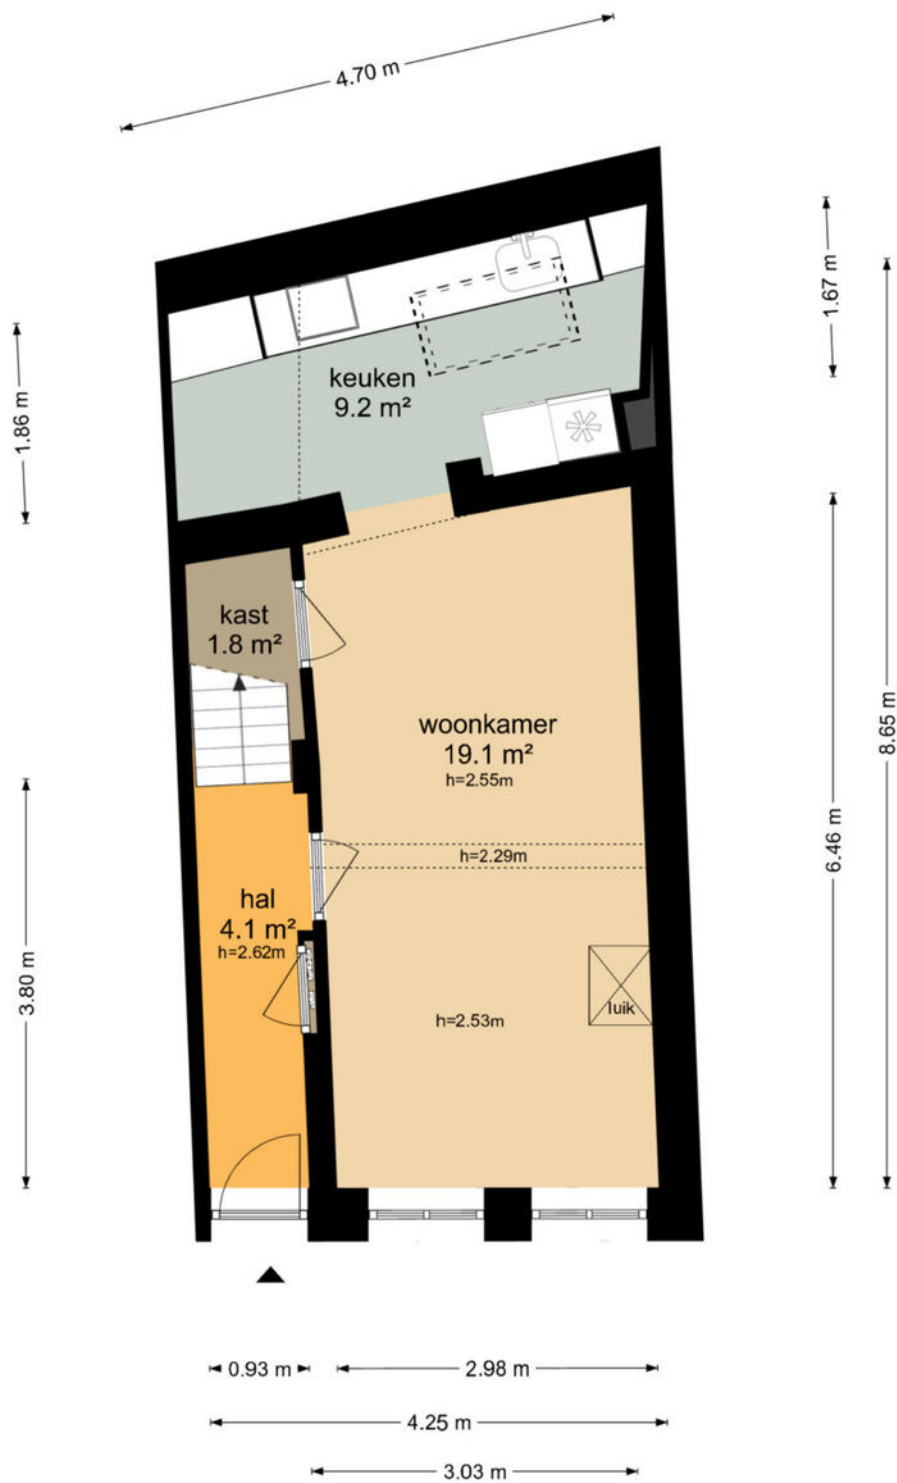 4.70 m
1.67 m
1.86 m
keuken
9.2 m²
kast
1.8 m²
woonkamer
19.1 m²
h=2.55m
8.65 m
h=2.29m
6.46 m
hal
4.1 m²
h=2.62m
3.80 m
luik
h=2.53m
0.93 m
2.98 m
4.25 m
3.03 m